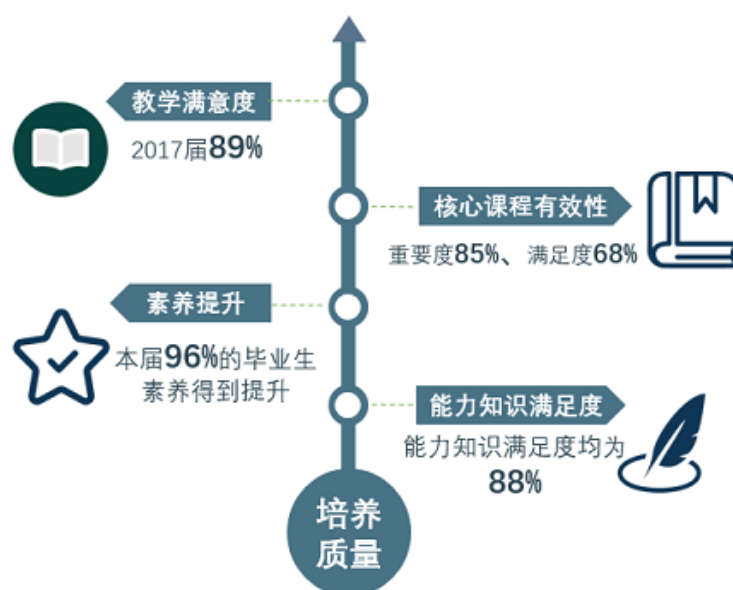 教学满意度
2017届89%
核心课程有效性
重要度85%、满足度68%
素养提升
本届96%的毕业生
素养得到提升
能力知识满足度
能力知识满足度均为
88%
培养
质量